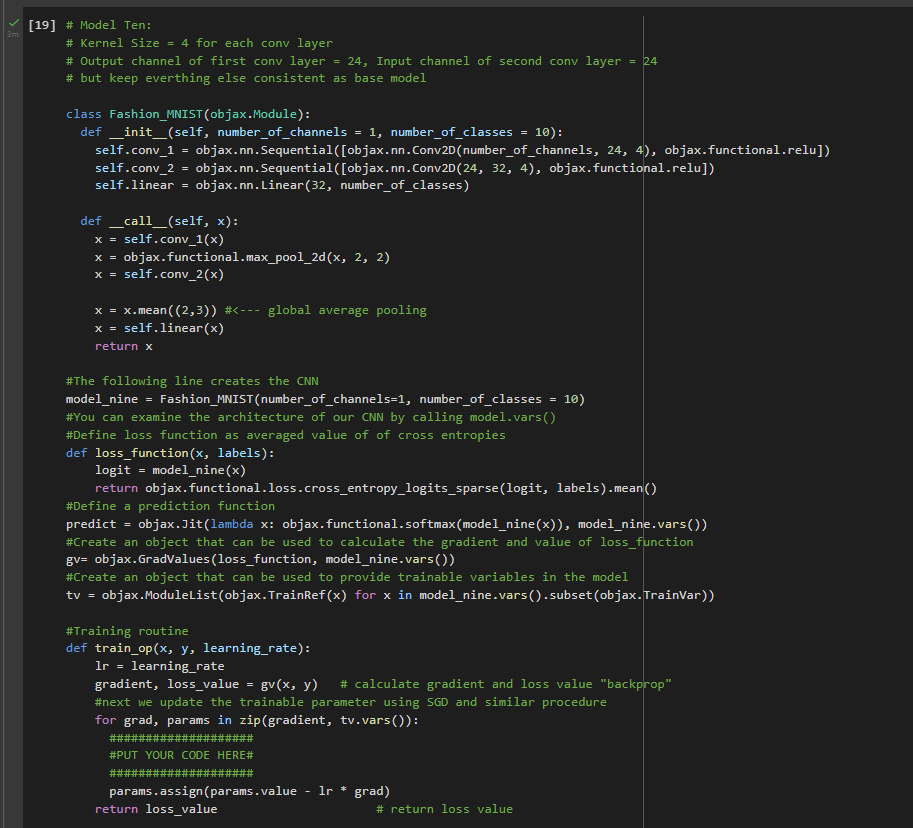 [19] # Model Ten:
# Kernel Size = 4 for each conv layer
# Output channel of first conv layer = 24, Input channel of second conv layer = 24
# but keep everthing else consistent as base model
class Fashion_MNIST(objax.Module):
def __init__(self, number_of_channels = 1, number_of_classes = 10):
self.conv_1 = objax.nn.Sequential([objax.nn.Conv2D(number_of_channels, 24, 4), objax.functional.relu])
self.conv_2 = objax.nn.Sequential([objax.nn.Conv2D(24, 32, 4), objax.functional.relu])
self.linear = objax.nn.Linear(32, number_of_classes)
def __call__(self, x):
x = self.conv_1(x)
x = objax.functional.max_pool_2d(x, 2, 2)
x = self.conv_2(x)
x = x.mean((2,3)) #<--- global average pooling
x = self.linear(x)
return x
#The following line creates the CNN
model_nine = Fashion_MNIST(number_of_channels=1, number_of_classes = 10)
#You can examine the architecture of our CNN by calling model.vars()
#Define loss function as averaged value of of cross entropies
def loss_function(x, labels):
logit = model_nine(x)
return objax.functional.loss.cross_entropy_logits_sparse(logit, labels).mean()
#Define a prediction function
predict = objax.Jit(lambda x: objax.functional.softmax(model_nine(x)), model_nine.vars())
#Create an object that can be used to calculate the gradient and value of loss_function
gv= objax.GradValues(loss_function, model_nine.vars())
#Create an object that can be used to provide trainable variables in the model
tv = objax.ModuleList(objax.TrainRef(x) for x in model_nine.vars().subset(objax.TrainVar))
#Training routine
def train_op(x, y, learning_rate):
lr = learning_rate
gradient, loss_value = gv(x, y) # calculate gradient and loss value "backprop"
#next we update the trainable parameter using SGD and similar procedure
for grad, params in zip(gradient, tv.vars()):
####################
#PUT YOUR CODE HERE#
####################
params.assign(params.value - lr * grad)
return loss_value # return loss value
3m